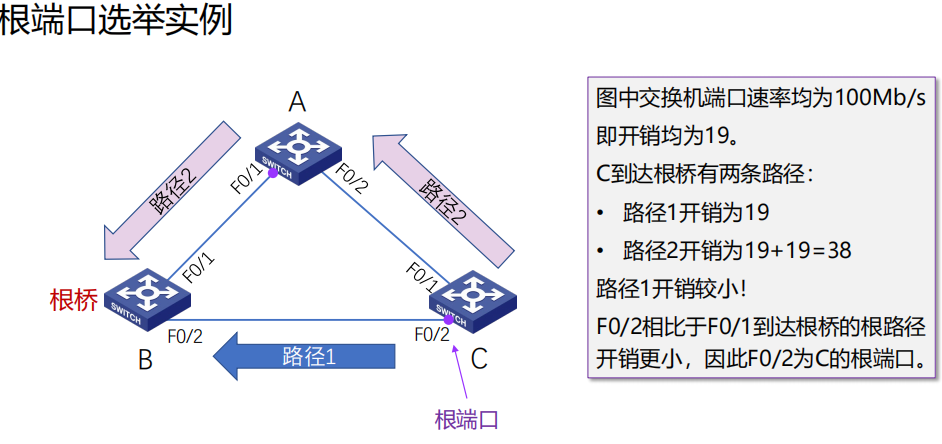 根端口选举实例
A
SWITCH
F0/1
F0/2
路径2
路径2
根桥
SWITCH
F0/1
F0/2
B
路径1
F0/1
F0/2
SWITCH
C
根端口
图中交换机端口速率均为100Mb/s
即开销均为19。
C到达根桥有两条路径：
• 路径1开销为19
• 路径2开销为19+19=38
路径1开销较小！
F0/2相比于F0/1到达根桥的根路径
开销更小，因此F0/2为C的根端口。